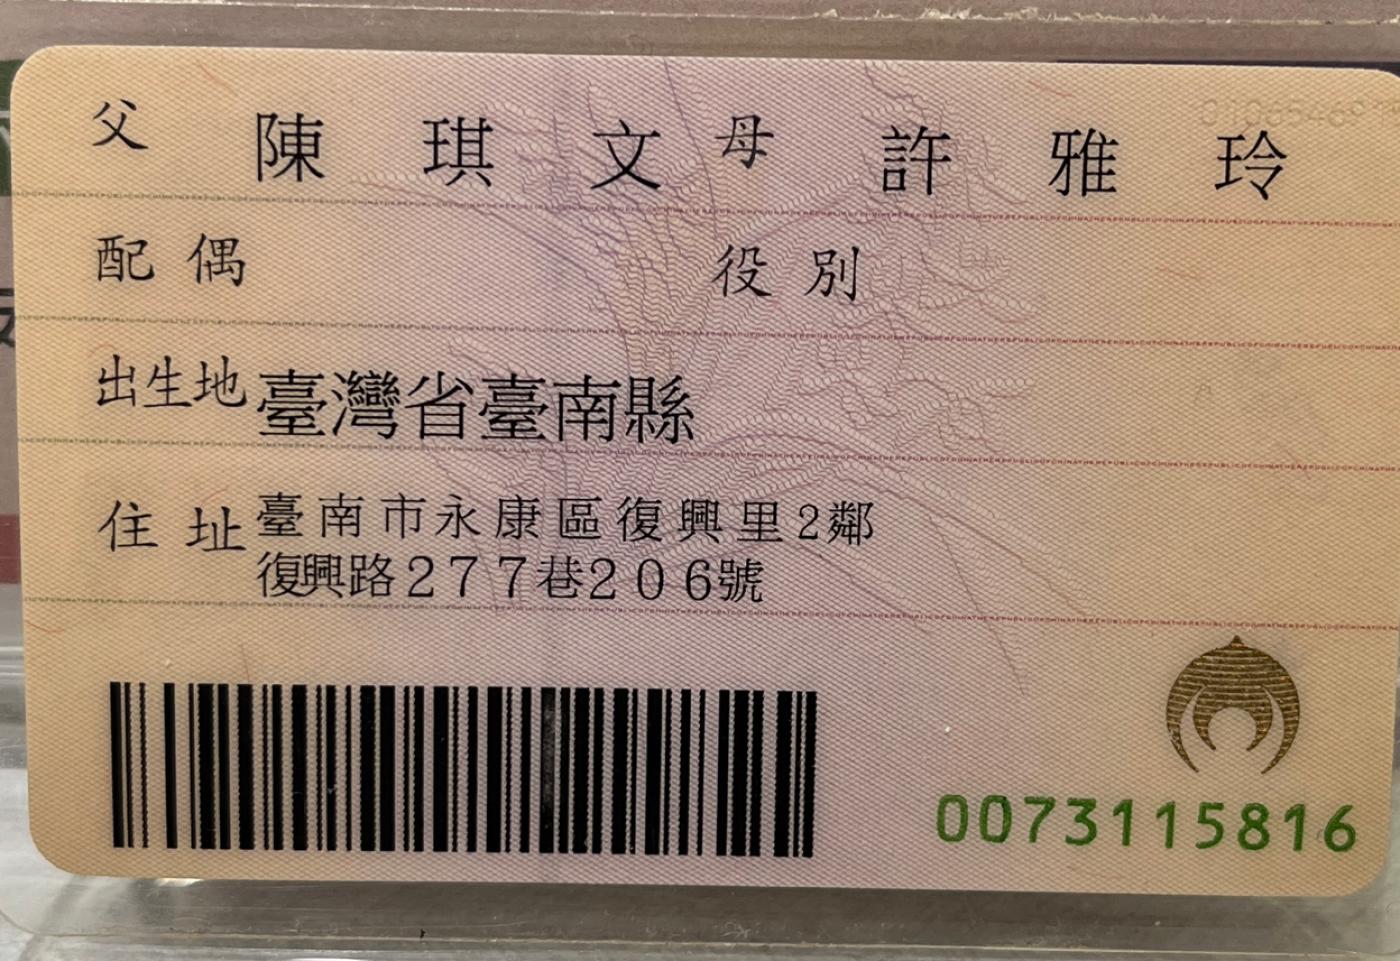 父 陳琪文 母 許雅玲
配偶 役別
出生地 臺灣省臺南縣
住址 臺南市永康區復興里2鄰
復興路277巷206號
0073115816